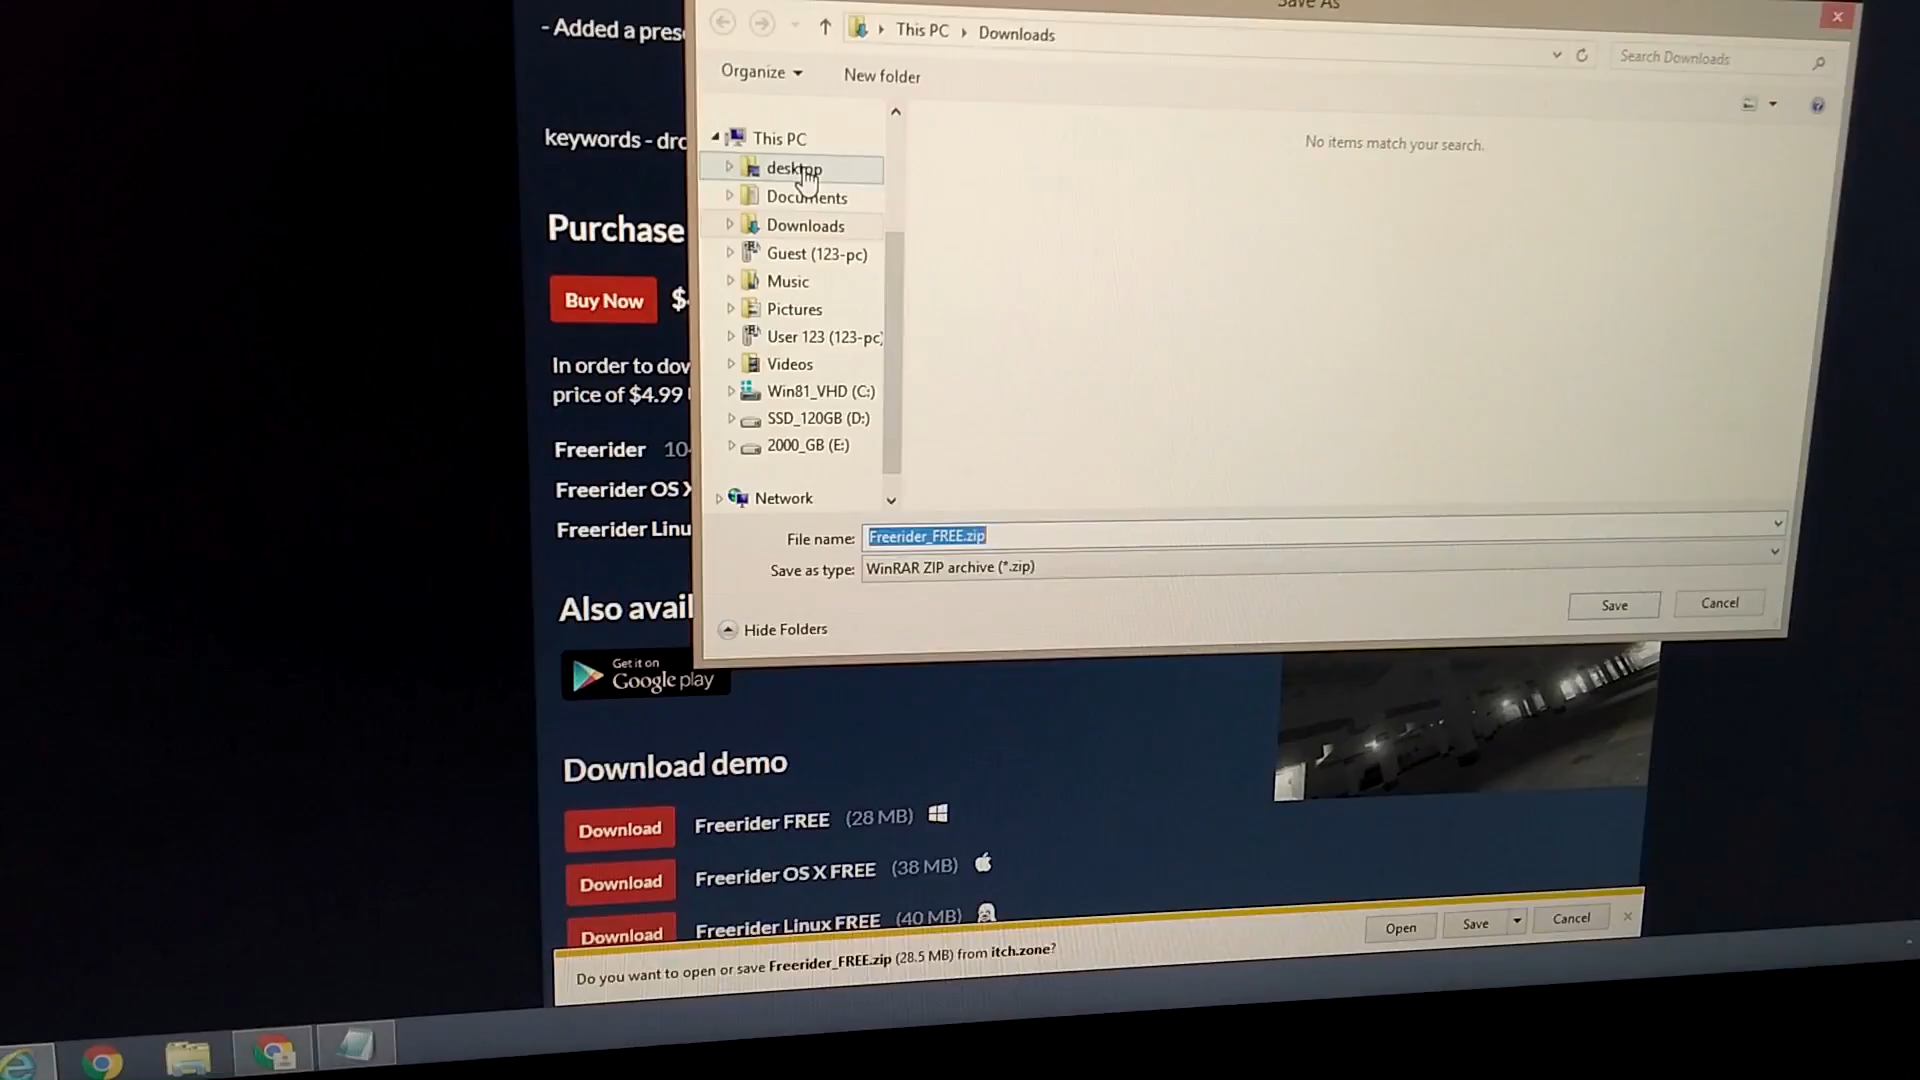 Save As
- Added a pres
This PC
Downloads
Search Downloads
Organize
New folder
No items match your search.
keywords - dro
This PC
desktop
Documents
Downloads
Guest (123-pc)
Music
Pictures
User 123 (123-pc)
Videos
Win81_VHD (C:)
SSD_120GB (D:)
2000_GB (E:)
Network
Purchase
Buy Now $
In order to dow
price of $4.99
Freerider 10
Freerider OS X
Freerider Linu
File name: Freerider_FREE.zip
Save as type: WinRAR ZIP archive (*.zip)
Save
Cancel
Hide Folders
Also avail
Get it on
Google play
Download demo
Download Freerider FREE (28 MB)
Download Freerider OS X FREE (38 MB)
Download Freerider Linux FREE (40 MB)
Do you want to open or save Freerider_FREE.zip (28.5 MB) from itch.zone?
Open
Save
Cancel